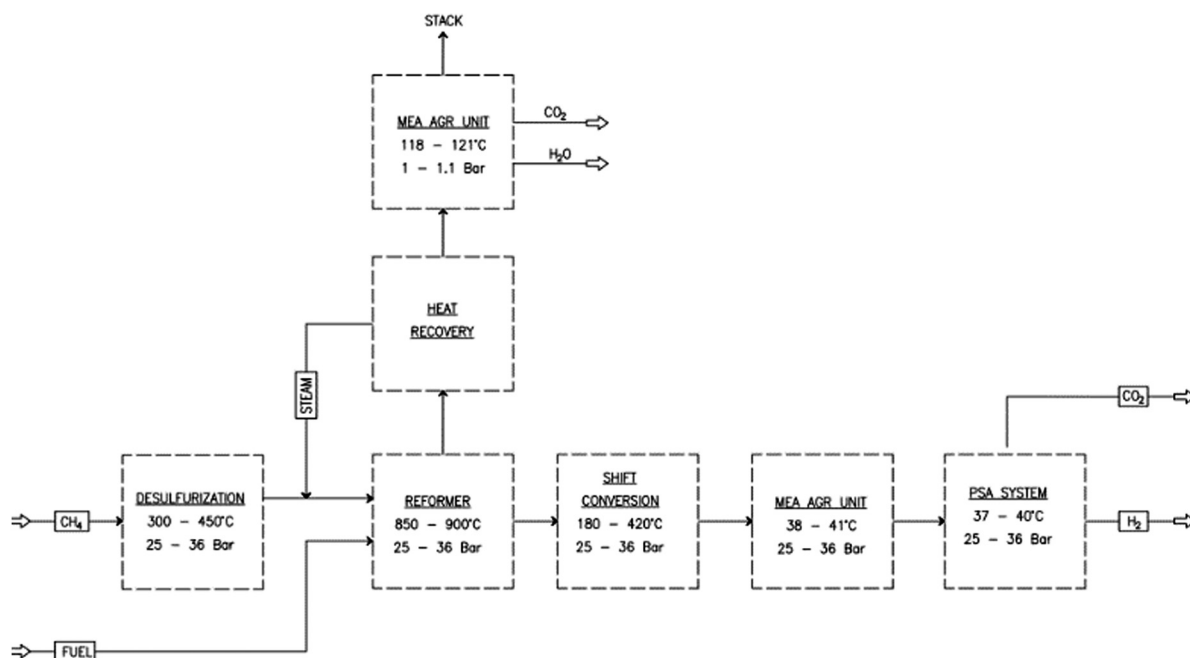 STACK
MEA AGR UNIT
118 – 121°C
1 – 1.1 Bar
CO₂
H₂O
HEAT
RECOVERY
STEAM
CH₄
DESULFURIZATION
300 – 450°C
25 – 36 Bar
REFORMER
850 – 900°C
25 – 36 Bar
SHIFT
CONVERSION
180 – 420°C
25 – 36 Bar
MEA AGR UNIT
38 – 41°C
25 – 36 Bar
PSA SYSTEM
37 – 40°C
25 – 36 Bar
CO₂
H₂
FUEL